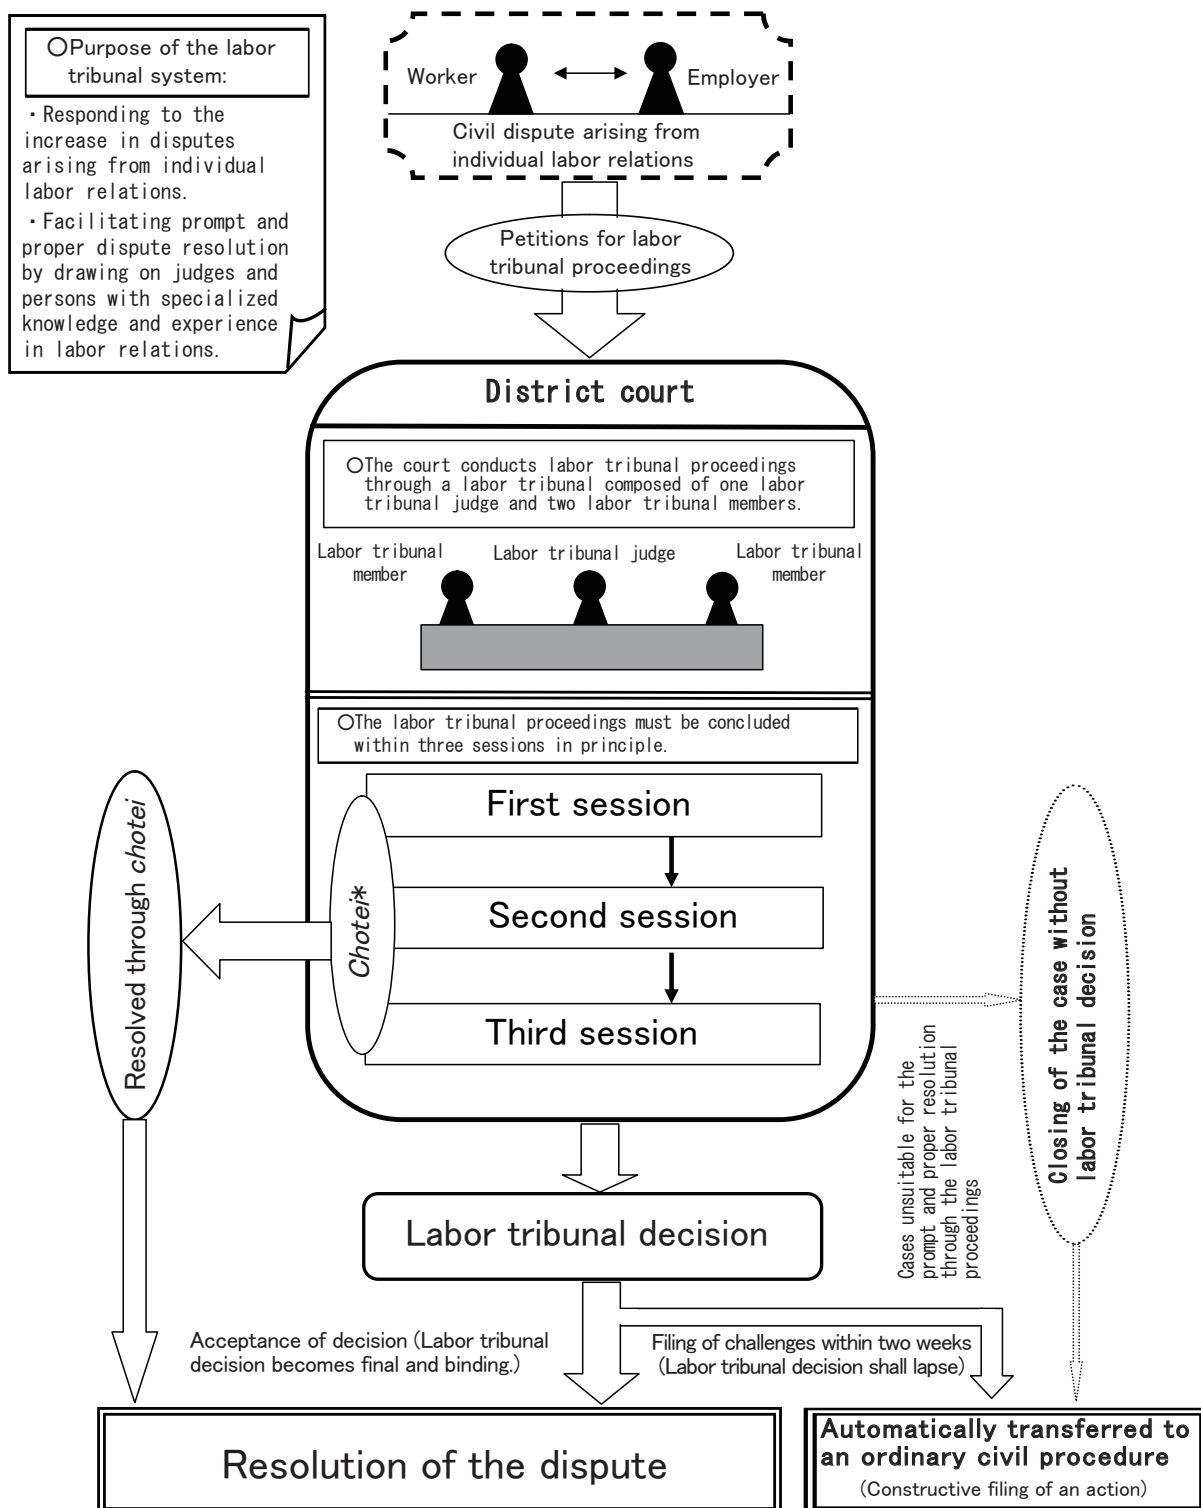 ○Purpose of the labor
tribunal system:
・Responding to the
increase in disputes
arising from individual
labor relations.
・Facilitating prompt and
proper dispute resolution
by drawing on judges and
persons with specialized
knowledge and experience
in labor relations.
Worker
Employer
Civil dispute arising from
individual labor relations
Petitions for labor
tribunal proceedings
District court
○The court conducts labor tribunal proceedings
through a labor tribunal composed of one labor
tribunal judge and two labor tribunal members.
Labor tribunal
member
Labor tribunal judge
Labor tribunal
member
○The labor tribunal proceedings must be concluded
within three sessions in principle.
First session
Second session
Third session
Chotei*
Resolved through chotei
Cases unsuitable for the
prompt and proper resolution
through the labor tribunal
proceedings
Closing of the case without
labor tribunal decision
Labor tribunal decision
Acceptance of decision (Labor tribunal
decision becomes final and binding.)
Filing of challenges within two weeks
(Labor tribunal decision shall lapse)
Resolution of the dispute
Automatically transferred to
an ordinary civil procedure
(Constructive filing of an action)